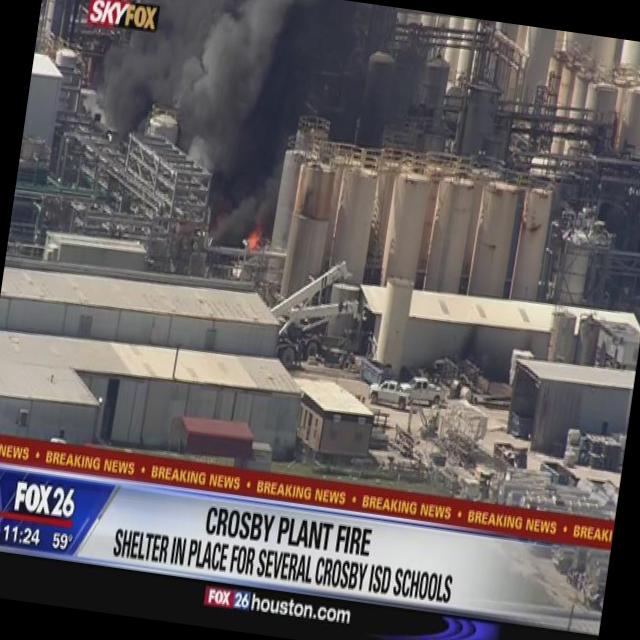 SKYFOX
NEWS • BREAKING NEWS • BREAKING NEWS • BREAKING NEWS • BREAKING NEWS • BREAKING NEWS • BREAKI
FOX 26
11:24 59°
CROSBY PLANT FIRE
SHELTER IN PLACE FOR SEVERAL CROSBY ISD SCHOOLS
FOX 26 houston.com